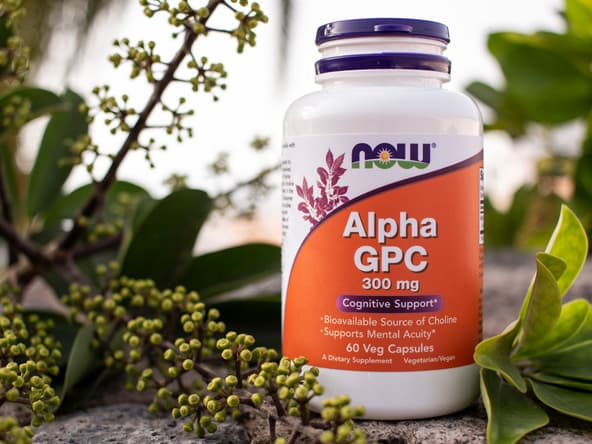 NOW®
Alpha
GPC
300 mg
Cognitive Support*
•Bioavailable Source of Choline
•Supports Mental Acuity*
60 Veg Capsules
A Dietary Supplement Vegetarian/Vegan